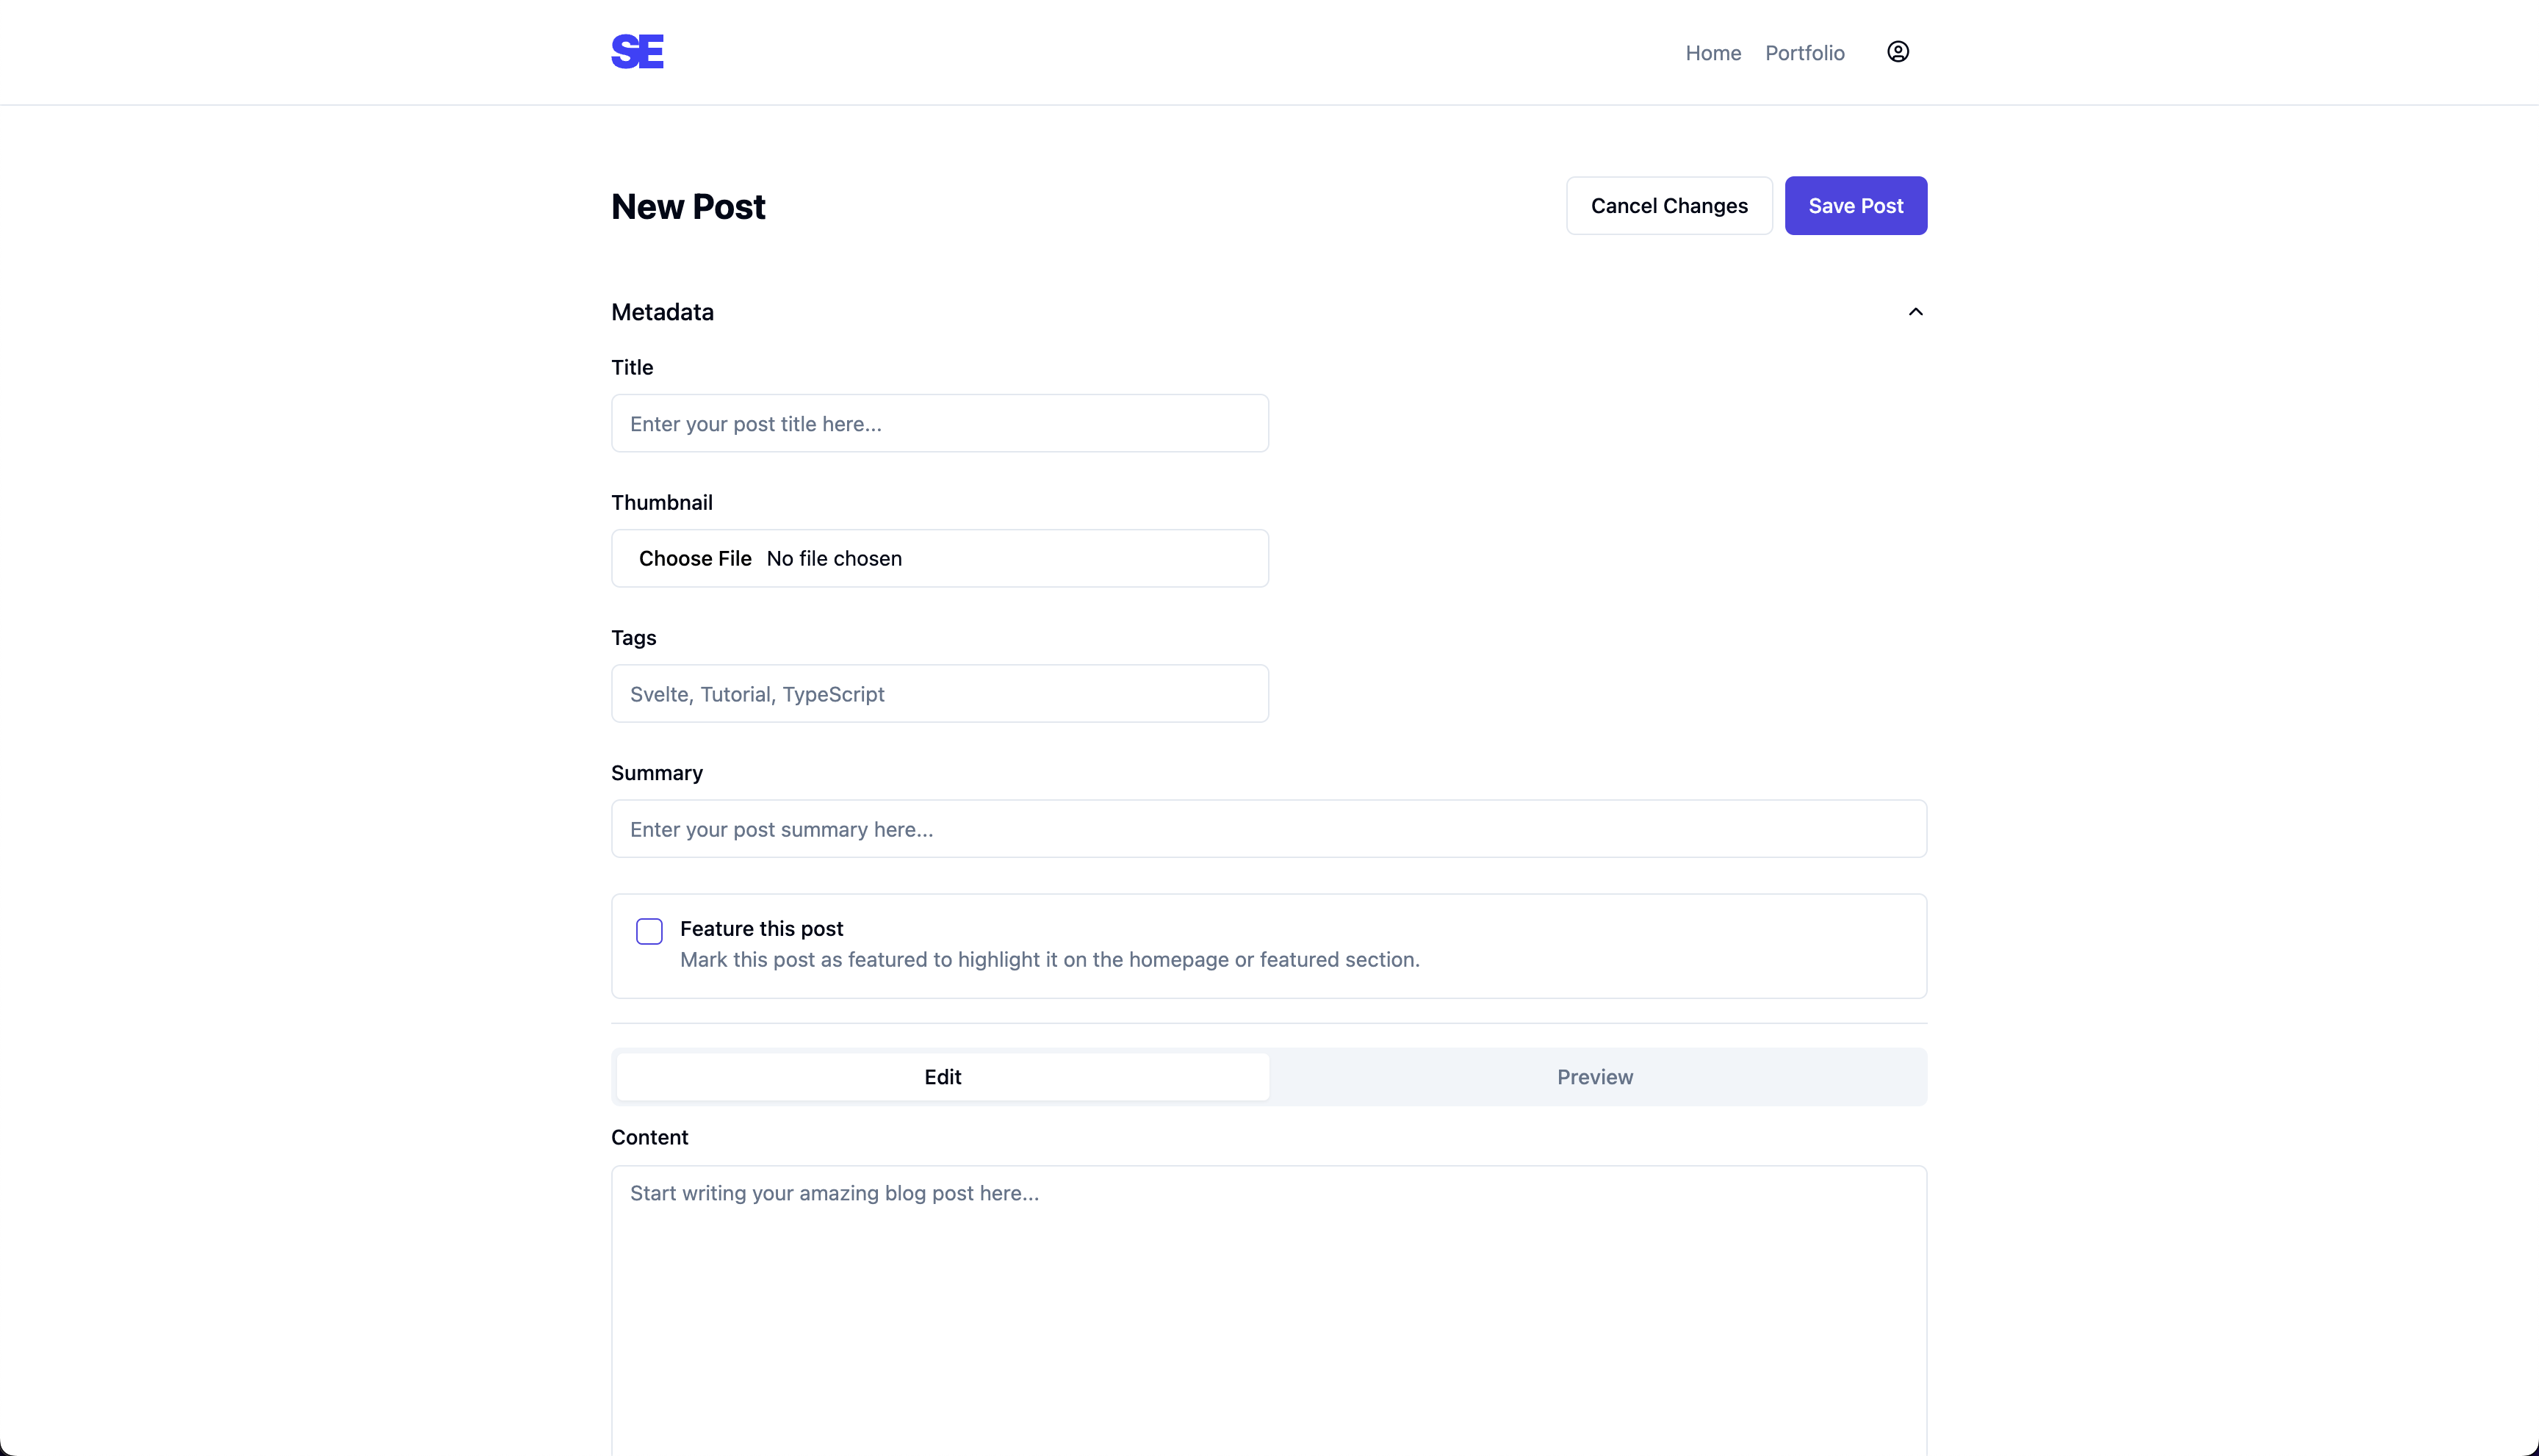 SE
Home Portfolio
New Post
Cancel Changes Save Post
Metadata
Title
Enter your post title here...
Thumbnail
Choose File No file chosen
Tags
Svelte, Tutorial, TypeScript
Summary
Enter your post summary here...
Feature this post
Mark this post as featured to highlight it on the homepage or featured section.
Edit Preview
Content
Start writing your amazing blog post here...